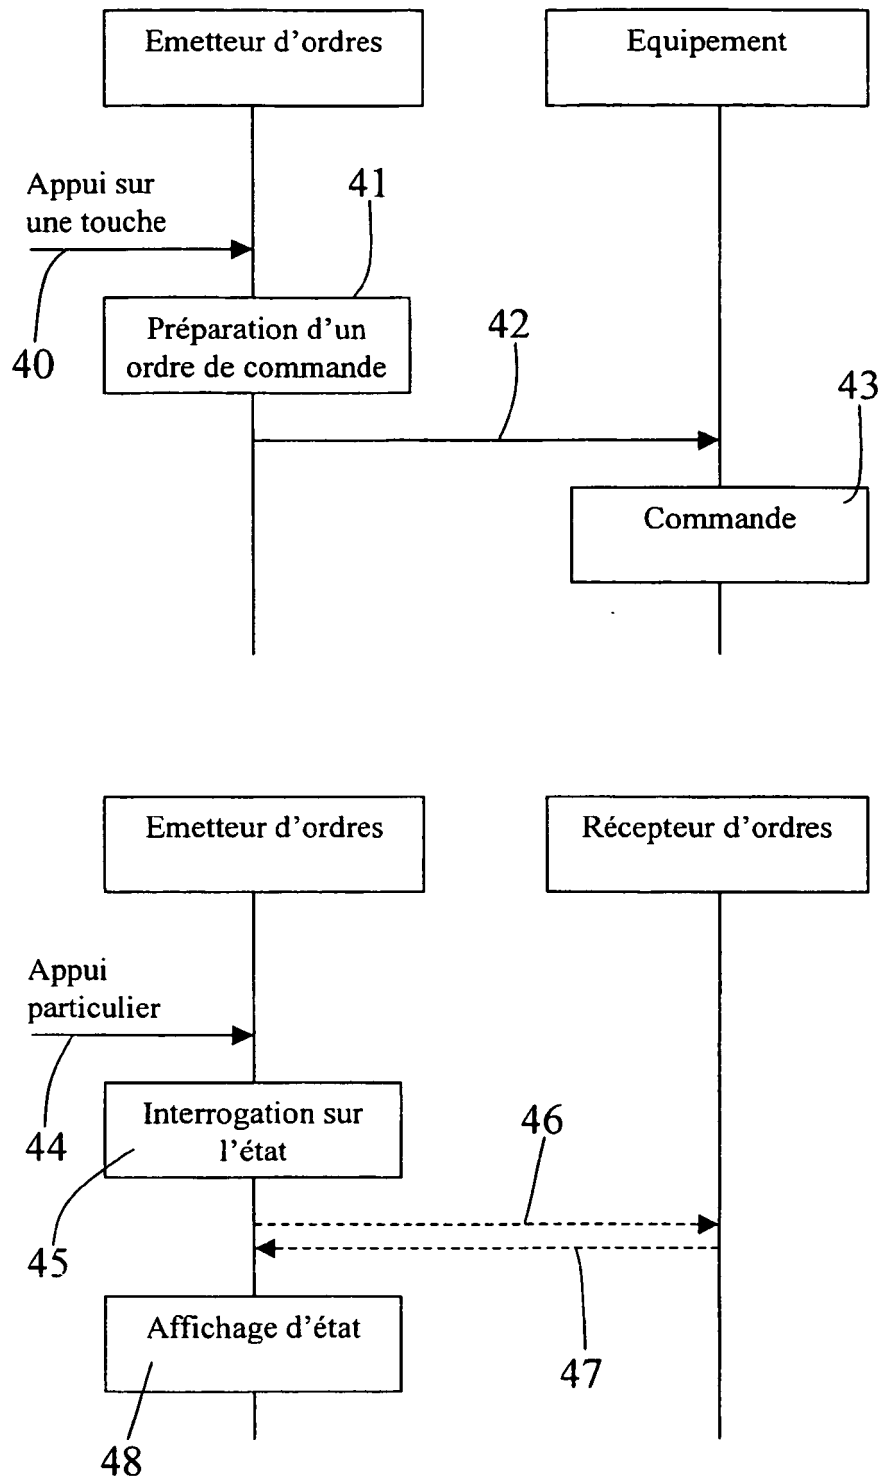 Emetteur d'ordres
Equipement
Appui sur
une touche
41
40
Préparation d'un
ordre de commande
42
43
Commande
Emetteur d'ordres
Récepteur d'ordres
Appui
particulier
44
Interrogation sur
l'état
46
45
Affichage d'état
47
48